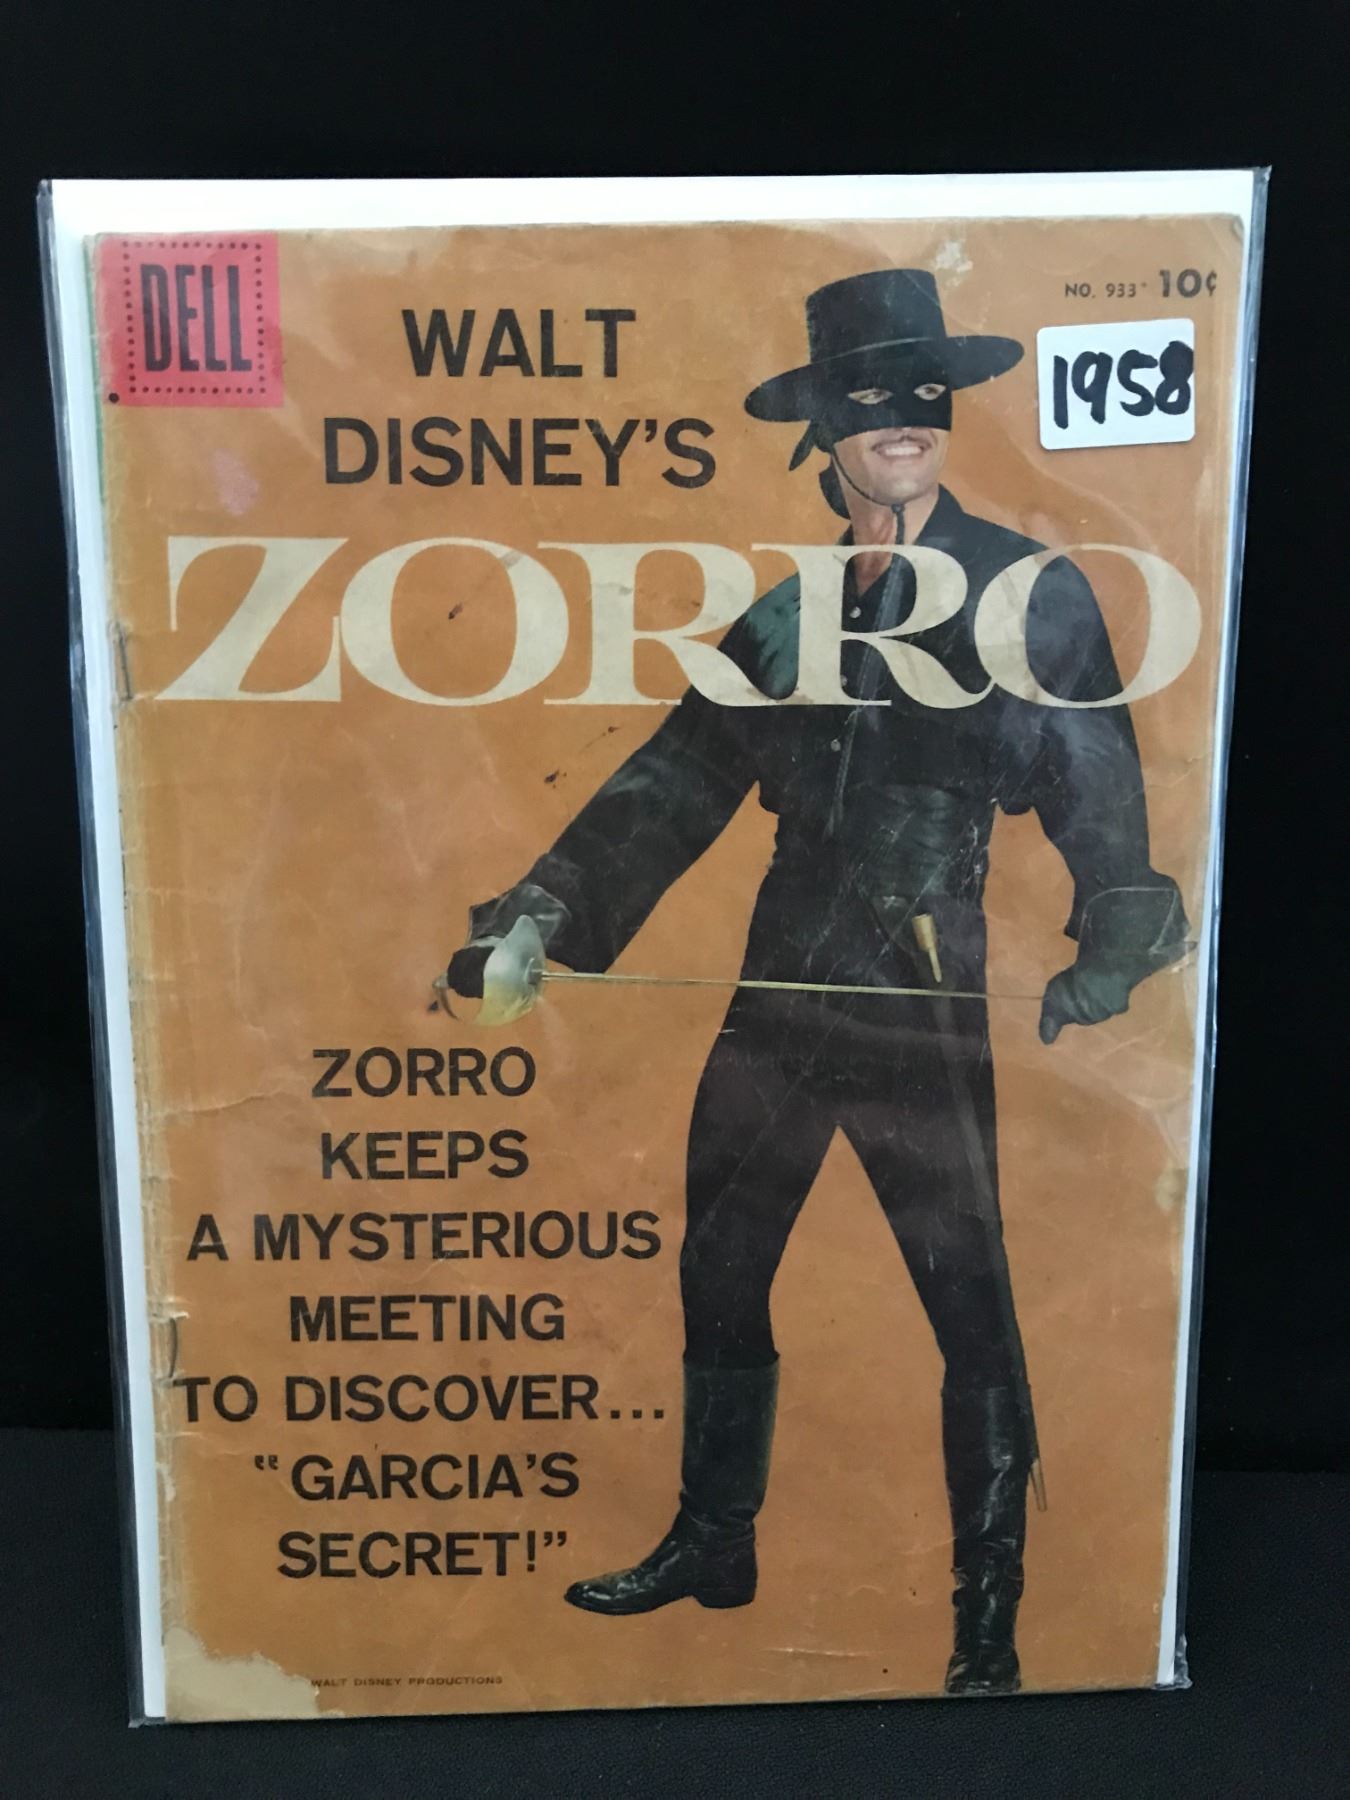 DELL
NO. 933 10¢
1958
WALT
DISNEY'S
ZORRO
ZORRO
KEEPS
A MYSTERIOUS
MEETING
TO DISCOVER...
“GARCIA'S
SECRET!”
WALT DISNEY PRODUCTIONS